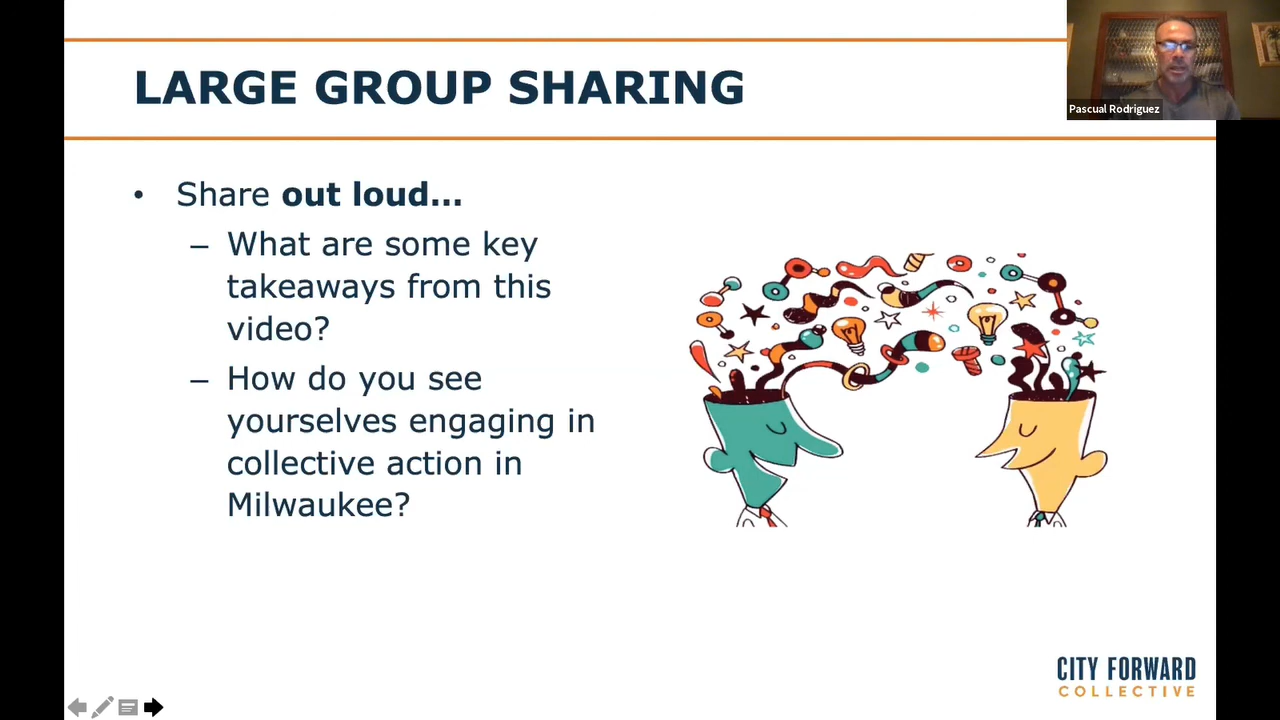 LARGE GROUP SHARING
Pascual Rodriguez
• Share out loud...
– What are some key
takeaways from this
video?
– How do you see
yourselves engaging in
collective action in
Milwaukee?
CITY FORWARD
COLLECTIVE